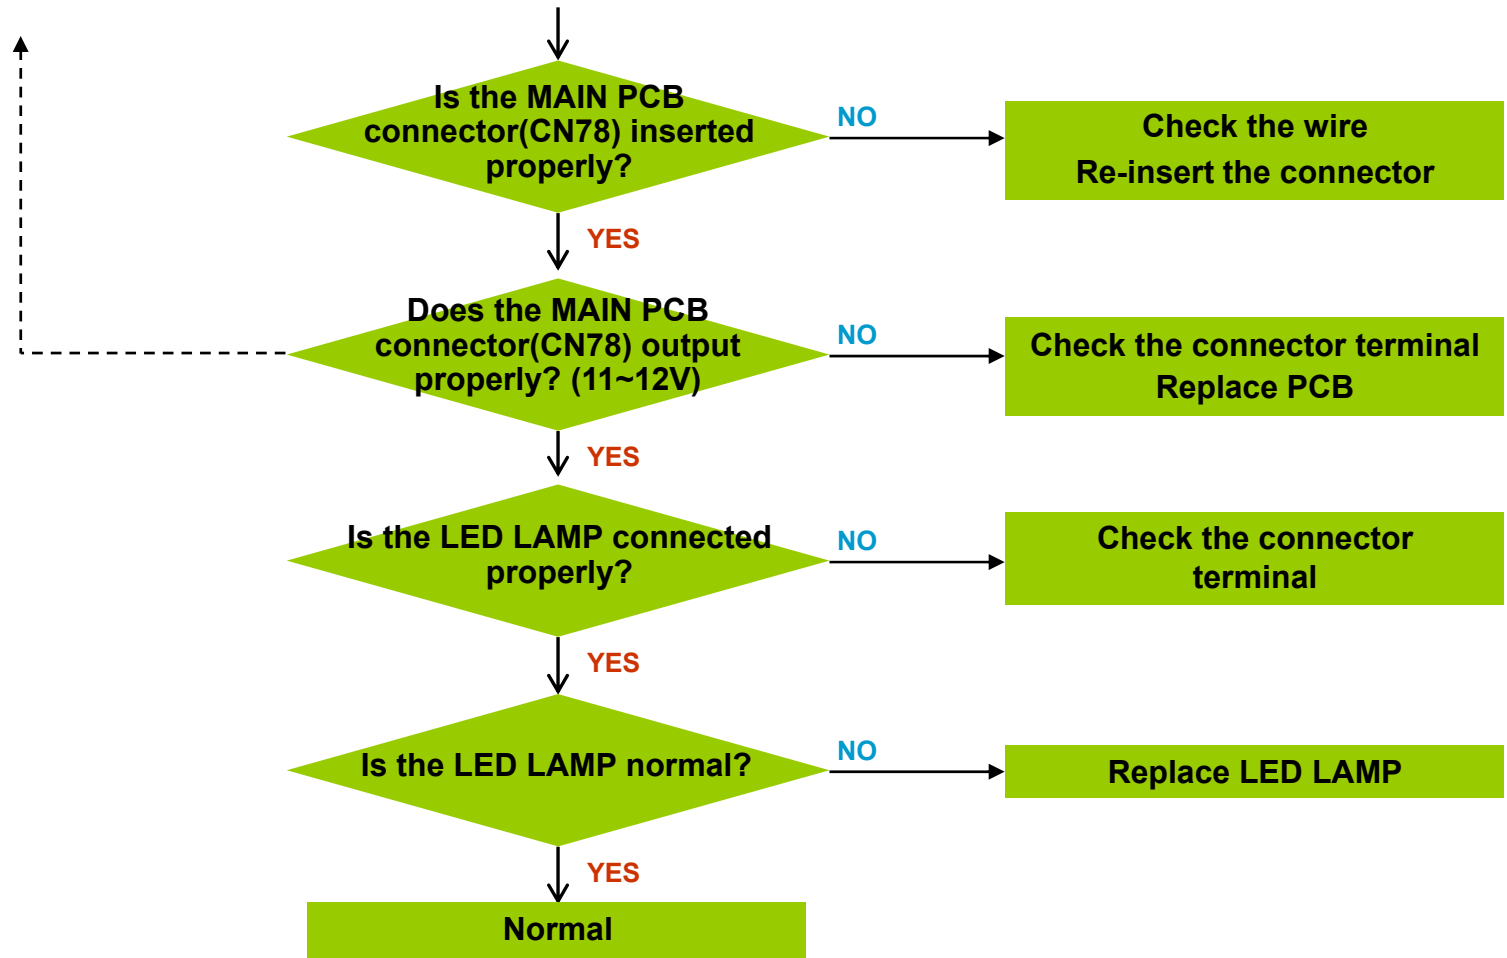 Is the MAIN PCB
connector(CN78) inserted
properly?
NO
Check the wire
Re-insert the connector
YES
Does the MAIN PCB
connector(CN78) output
properly? (11~12V)
NO
Check the connector terminal
Replace PCB
YES
Is the LED LAMP connected
properly?
NO
Check the connector
terminal
YES
Is the LED LAMP normal?
NO
Replace LED LAMP
YES
Normal